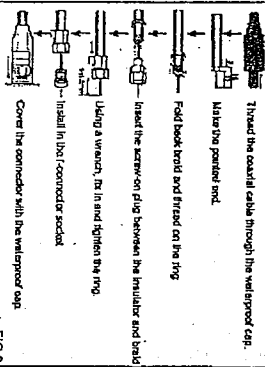 Thread the coaxial cable through the waterproof cap.
Make the pointed end.
Fold back braid and thread on the ring.
Insert the screw-on plug between the insulator and braid
Using a wrench, fix in and tighten the ring.
Install in the f-connector socket
Cover the connector with the waterproof cap.